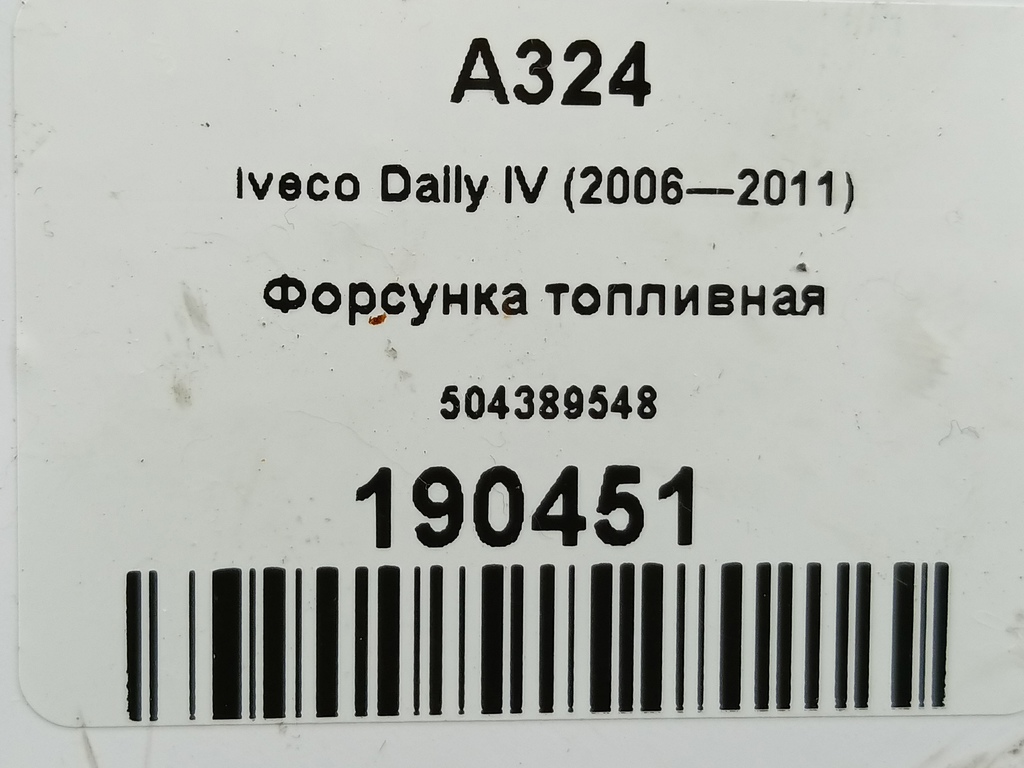 A324
Iveco Daily IV (2006—2011)
Форсунка топливная
504389548
190451